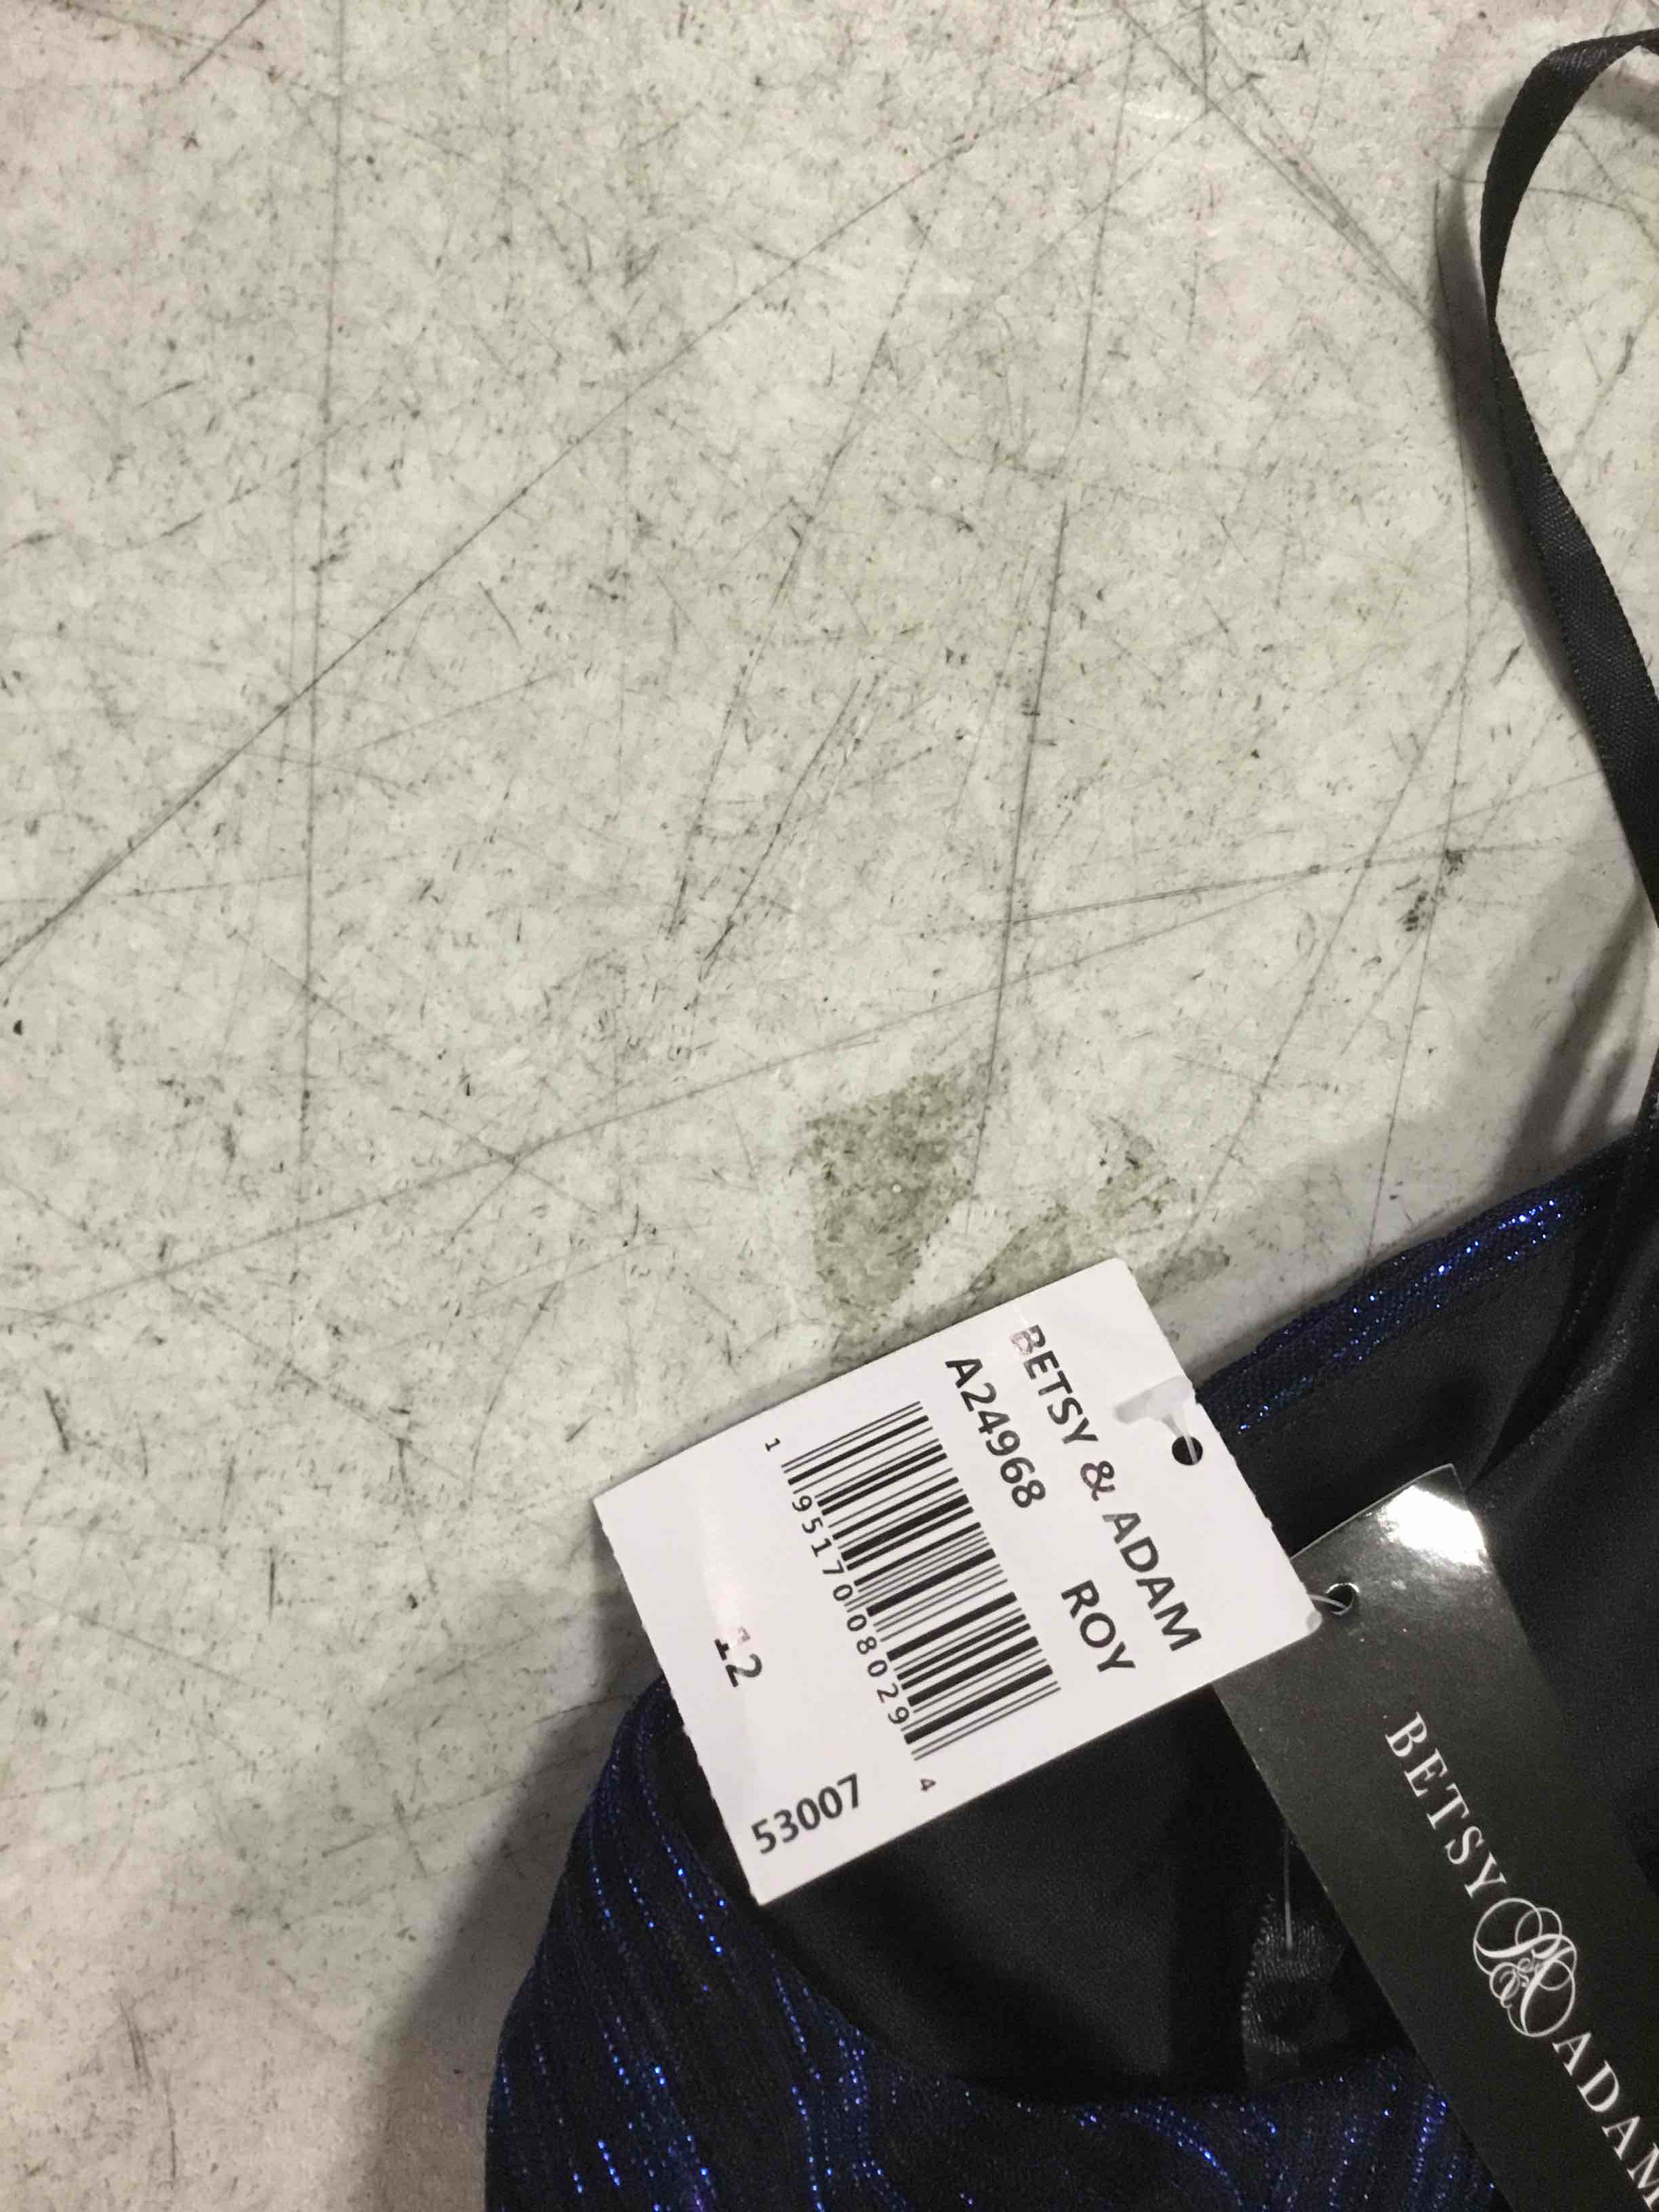 BETSY & ADAM
A24968 ROY
1 95170 08029 4
12
53007
BETSY & ADAM